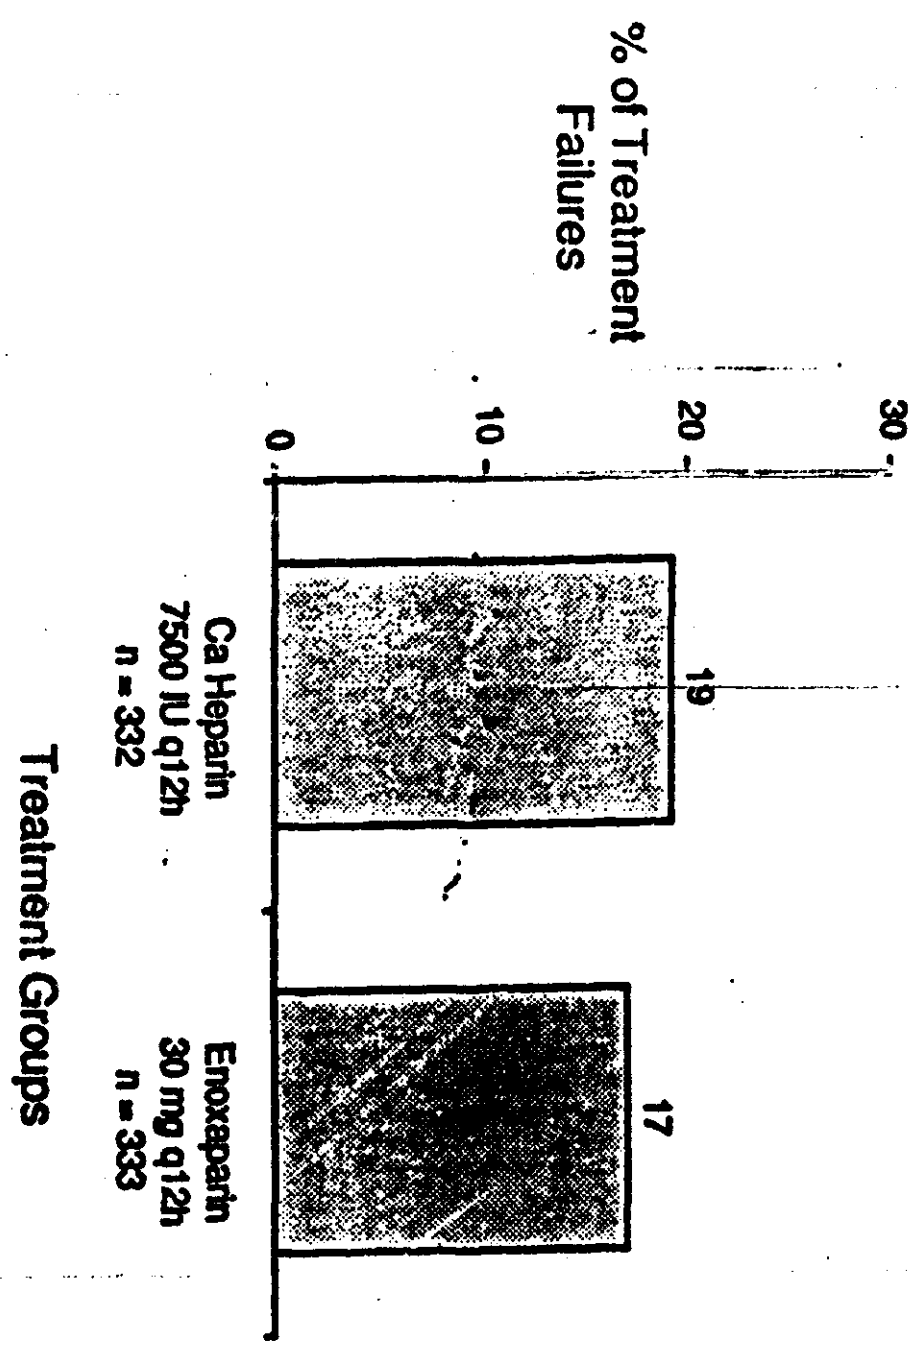 % of Treatment
Failures
30
20
10
0
19
17
Ca Heparin
7500 IU q12h
n = 332
Enoxaparin
30 mg q12h
n = 333
Treatment Groups